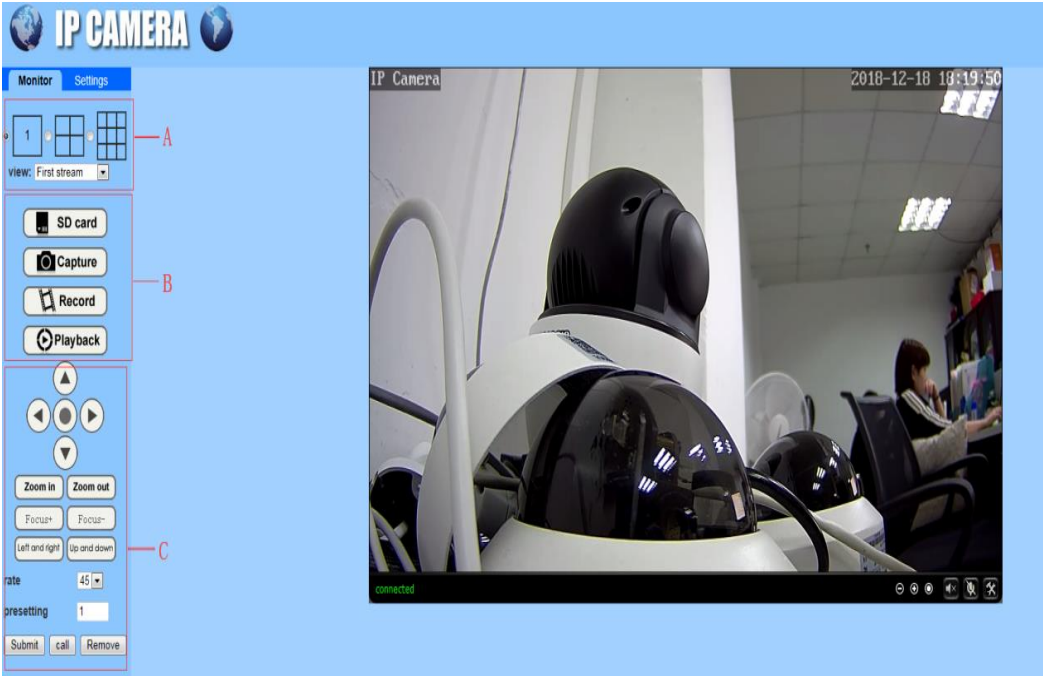 IP CAMERA
Monitor Settings
1
A
view: First stream
SD card
Capture
Record
Playback
B
Zoom in Zoom out
Focus+ Focus-
Left and right Up and down
C
rate 45
presetting 1
Submit call Remove
IP Camera 2018-12-18 18:19:50
connected